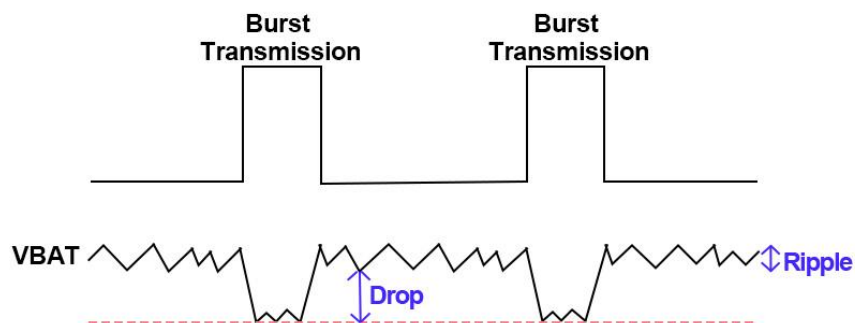 Burst
Transmission
Burst
Transmission
VBAT
Drop
Ripple